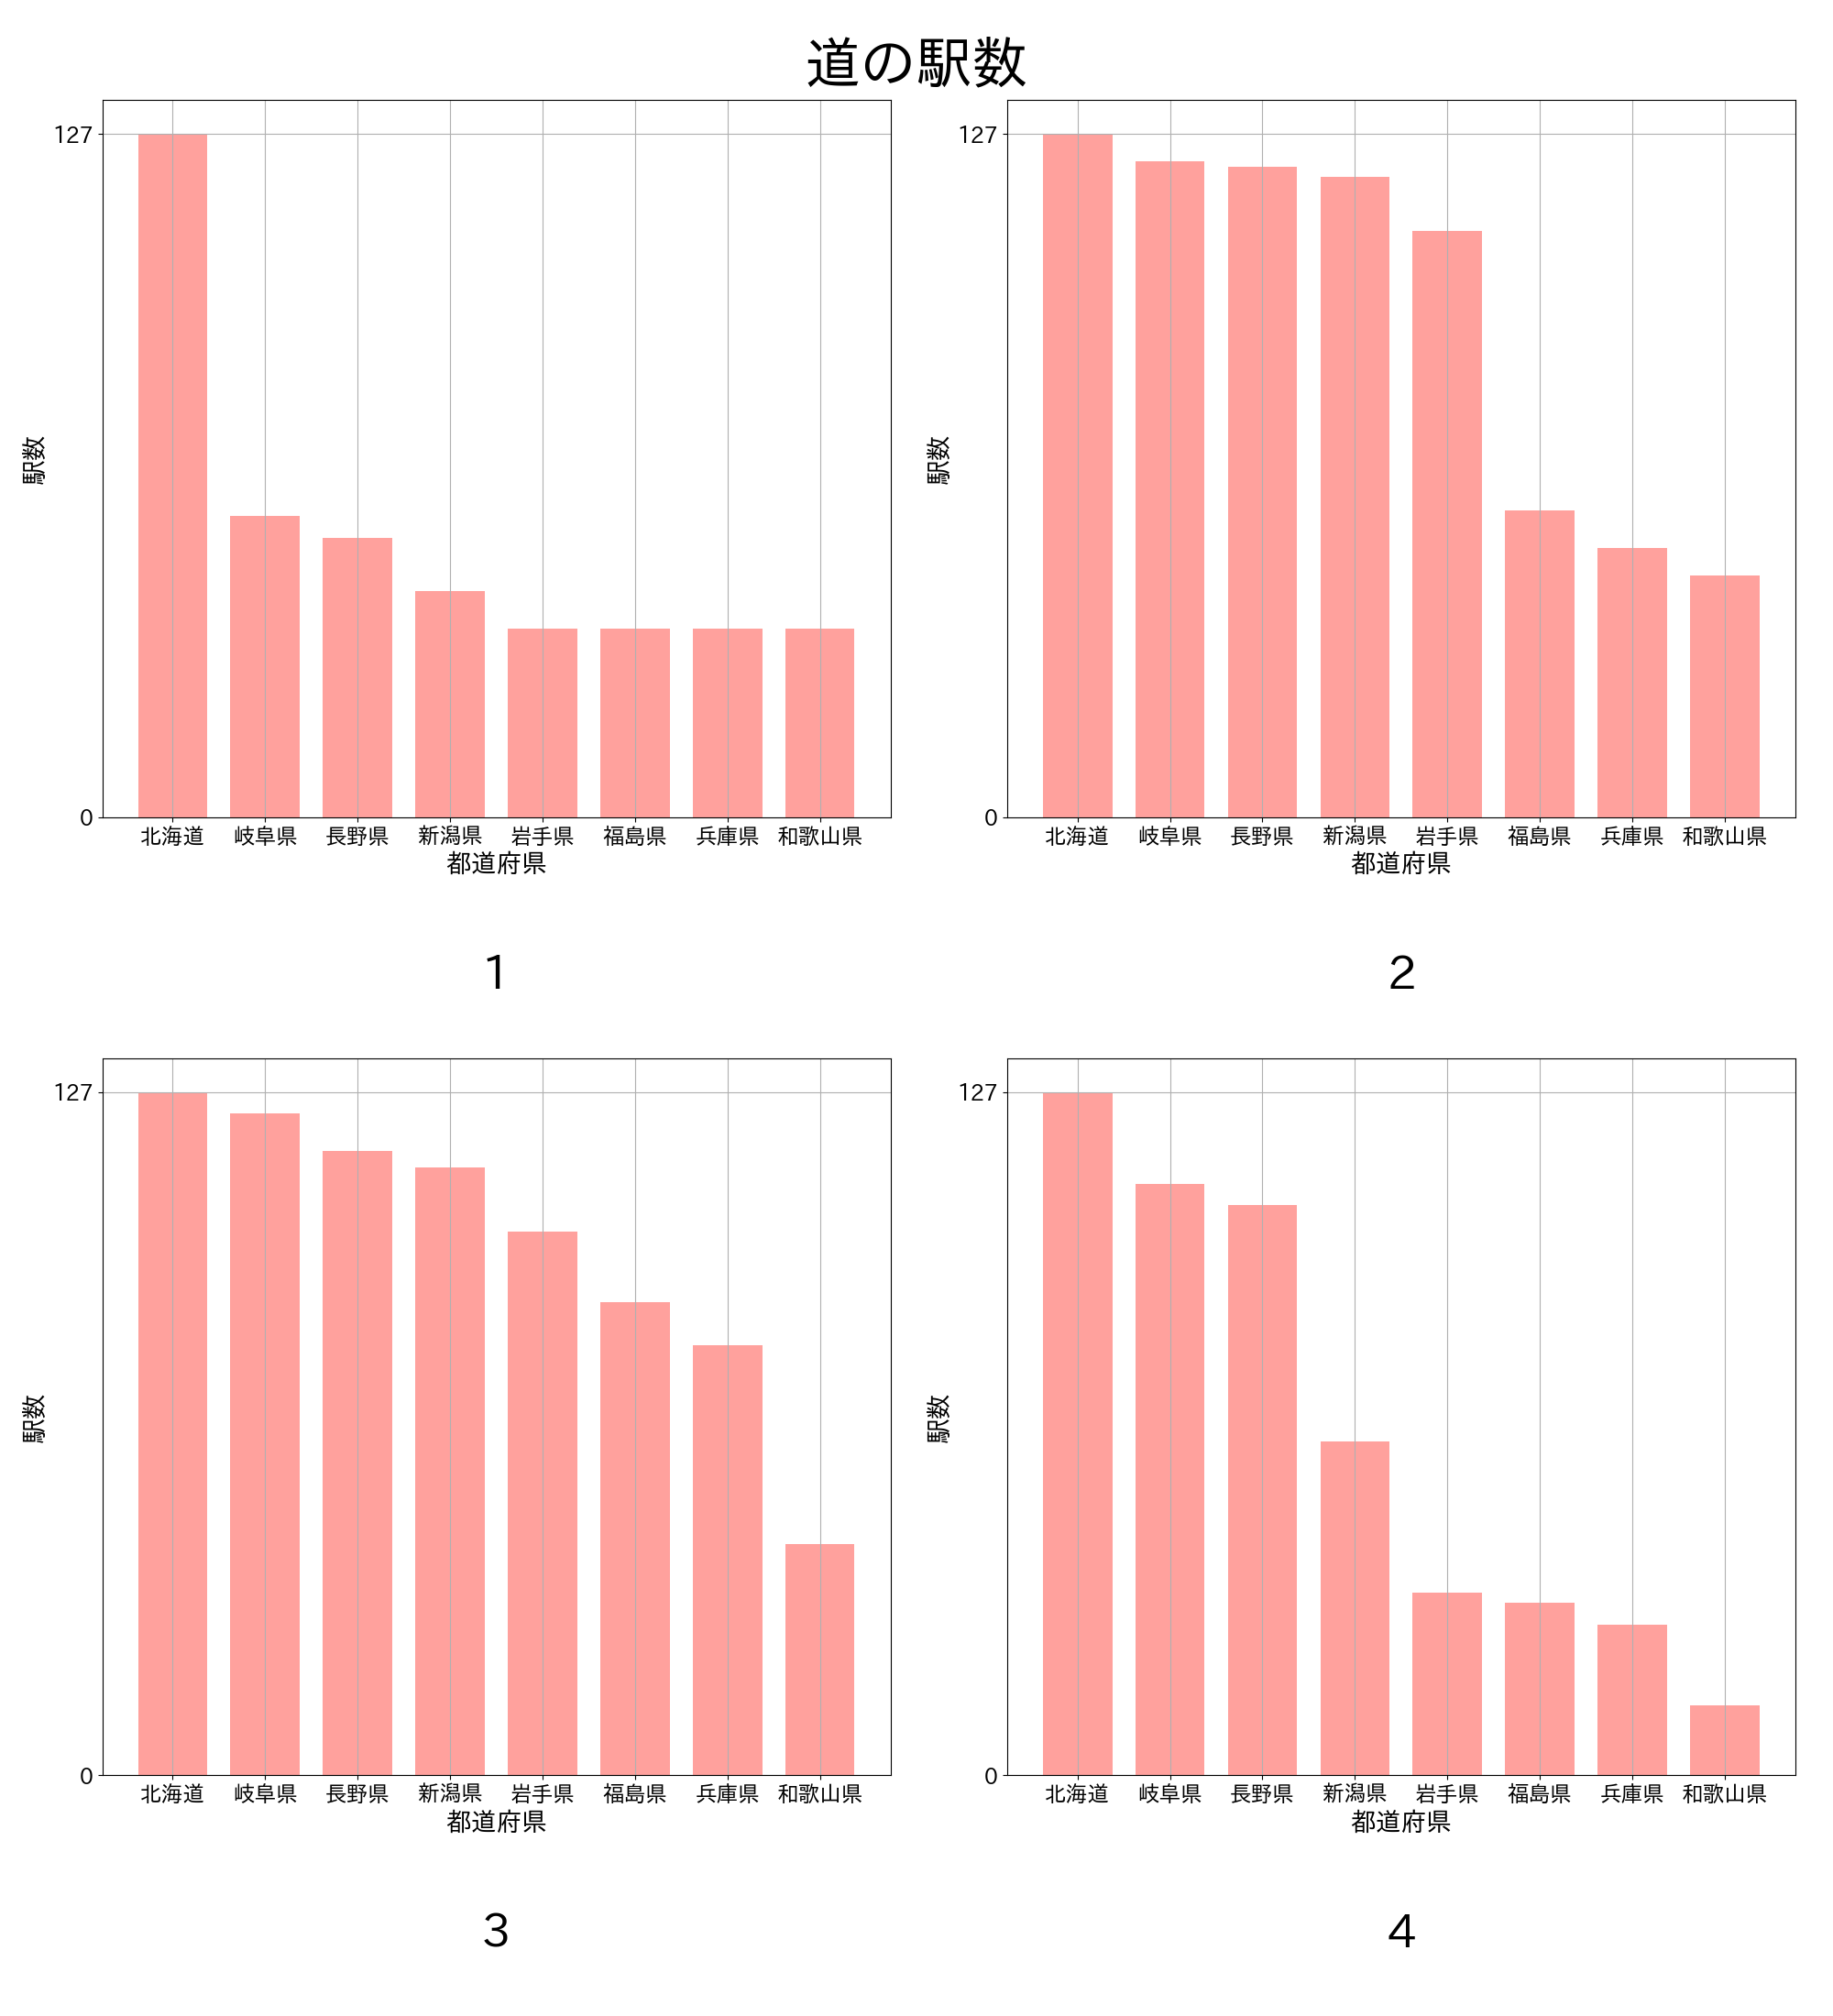 道の駅数
127
駅数
0
北海道 岐阜県 長野県 新潟県 岩手県 福島県 兵庫県 和歌山県
都道府県
1
127
駅数
0
北海道 岐阜県 長野県 新潟県 岩手県 福島県 兵庫県 和歌山県
都道府県
2
127
駅数
0
北海道 岐阜県 長野県 新潟県 岩手県 福島県 兵庫県 和歌山県
都道府県
3
127
駅数
0
北海道 岐阜県 長野県 新潟県 岩手県 福島県 兵庫県 和歌山県
都道府県
4